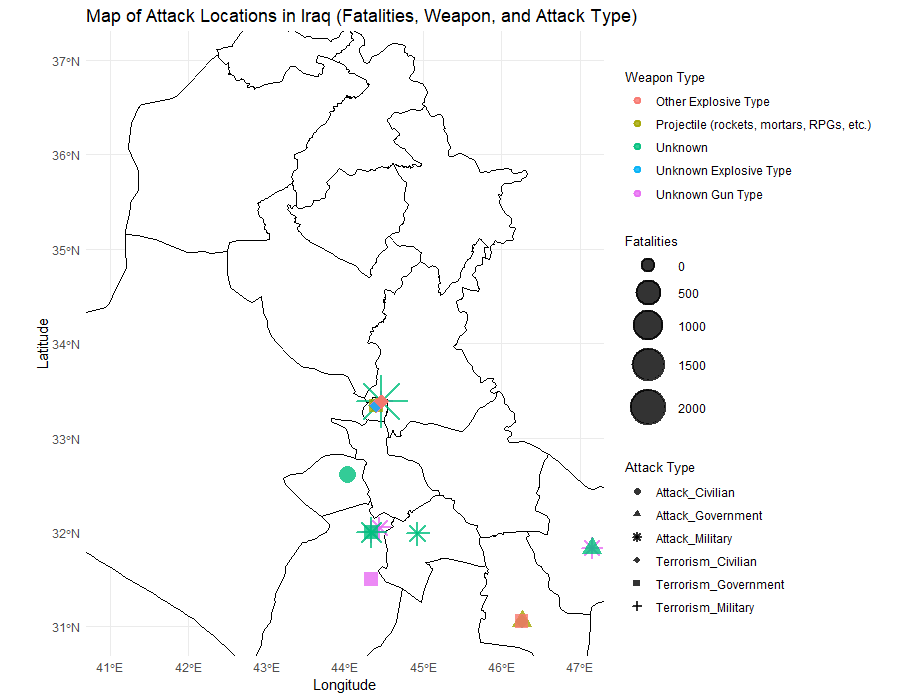 Map of Attack Locations in Iraq (Fatalities, Weapon, and Attack Type)
37°N
36°N
35°N
34°N
33°N
32°N
31°N
Latitude
41°E
42°E
43°E
44°E
45°E
46°E
47°E
Longitude
Weapon Type
Other Explosive Type
Projectile (rockets, mortars, RPGs, etc.)
Unknown
Unknown Explosive Type
Unknown Gun Type
Fatalities
0
500
1000
1500
2000
Attack Type
Attack_Civilian
Attack_Government
Attack_Military
Terrorism_Civilian
Terrorism_Government
Terrorism_Military